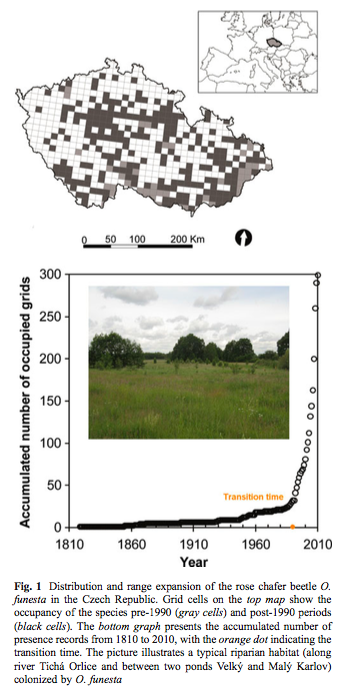 0 50 100 200 Km
300
250
200
150
100
50
0
Accumulated number of occupied grids
Transition time
1810 1860 1910 1960 2010
Year
Fig. 1 Distribution and range expansion of the rose chafer beetle O.
funesta in the Czech Republic. Grid cells on the top map show the
occupancy of the species pre-1990 (gray cells) and post-1990 periods
(black cells). The bottom graph presents the accumulated number of
presence records from 1810 to 2010, with the orange dot indicating the
transition time. The picture illustrates a typical riparian habitat (along
river Tichá Orlice and between two ponds Velký and Malý Karlov)
colonized by O. funesta